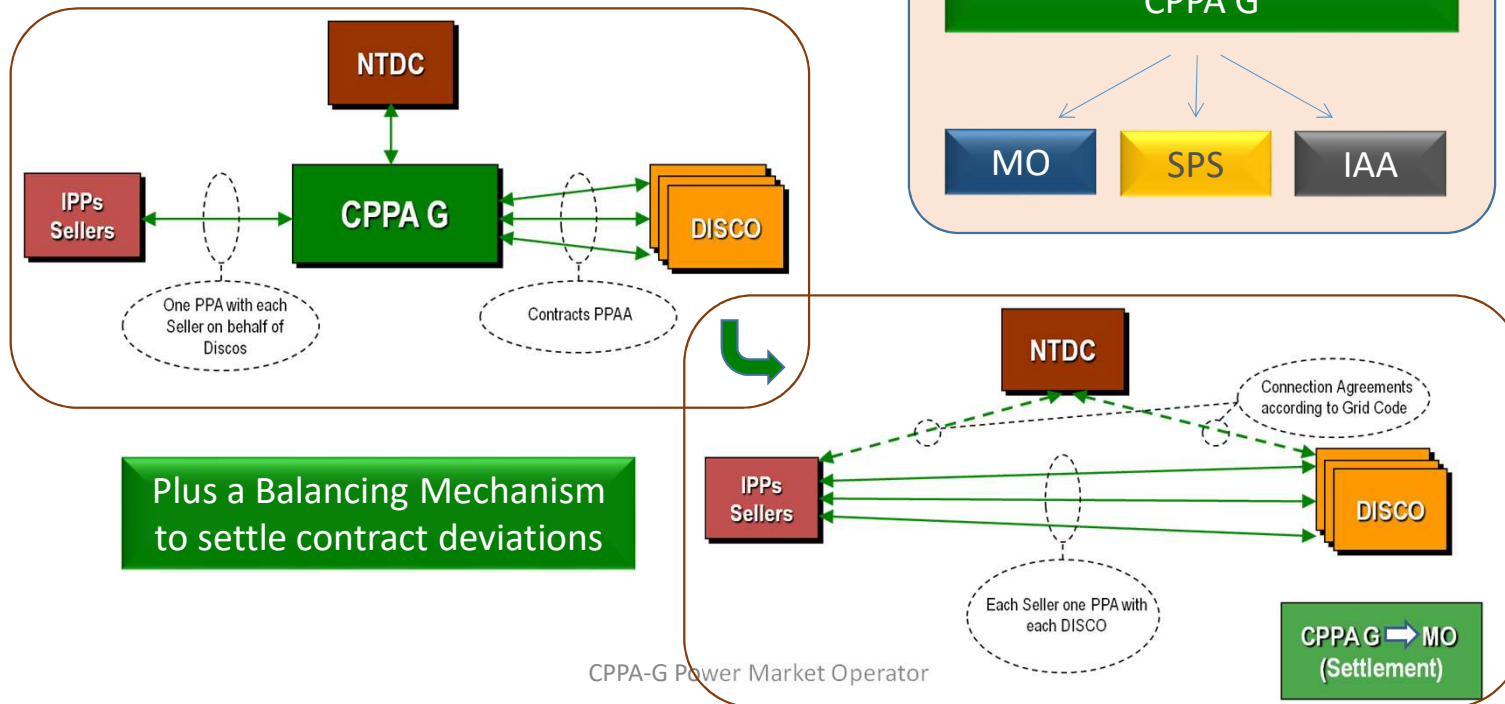 NTDC
IPPs
Sellers
CPPA G
DISCO
One PPA with each
Seller on behalf of
Discos
Contracts PPAA
CPPA G
MO
SPS
IAA
Plus a Balancing Mechanism
to settle contract deviations
NTDC
Connection Agreements
according to Grid Code
IPPs
Sellers
DISCO
Each Seller one PPA with
each DISCO
CPPA G MO
(Settlement)
CPPA-G Power Market Operator